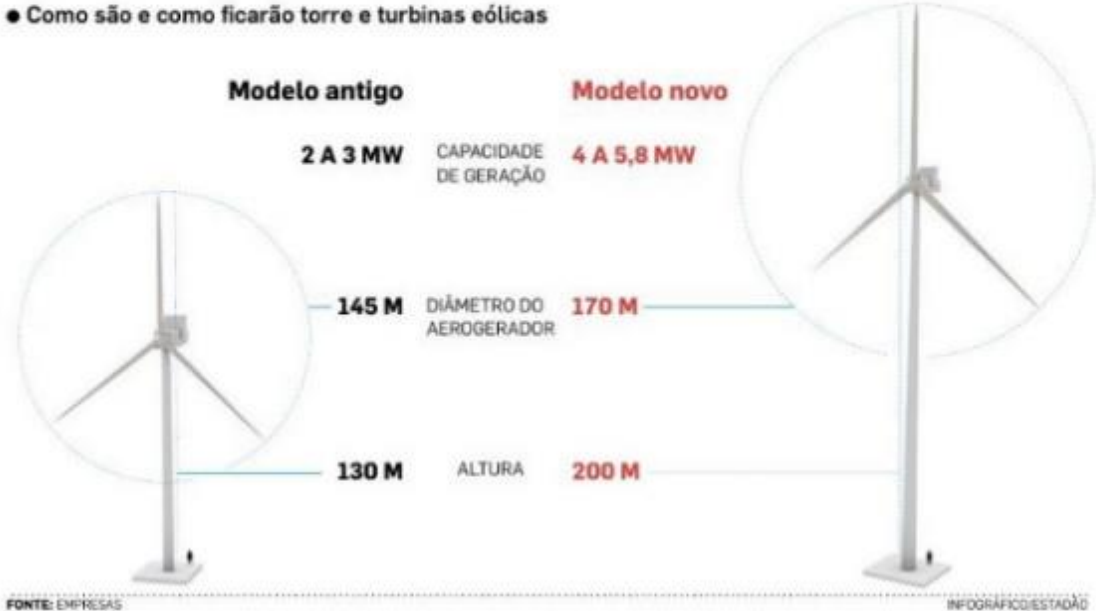 • Como são e como ficarão torre e turbinas eólicas
Modelo antigo
Modelo novo
2 A 3 MW
CAPACIDADE
DE GERAÇÃO
4 A 5,8 MW
145 M
DIÂMETRO DO
AEROGERADOR
170 M
130 M
ALTURA
200 M
FONTE: EMPRESAS
INFOGRÁFICO/ESTADÃO